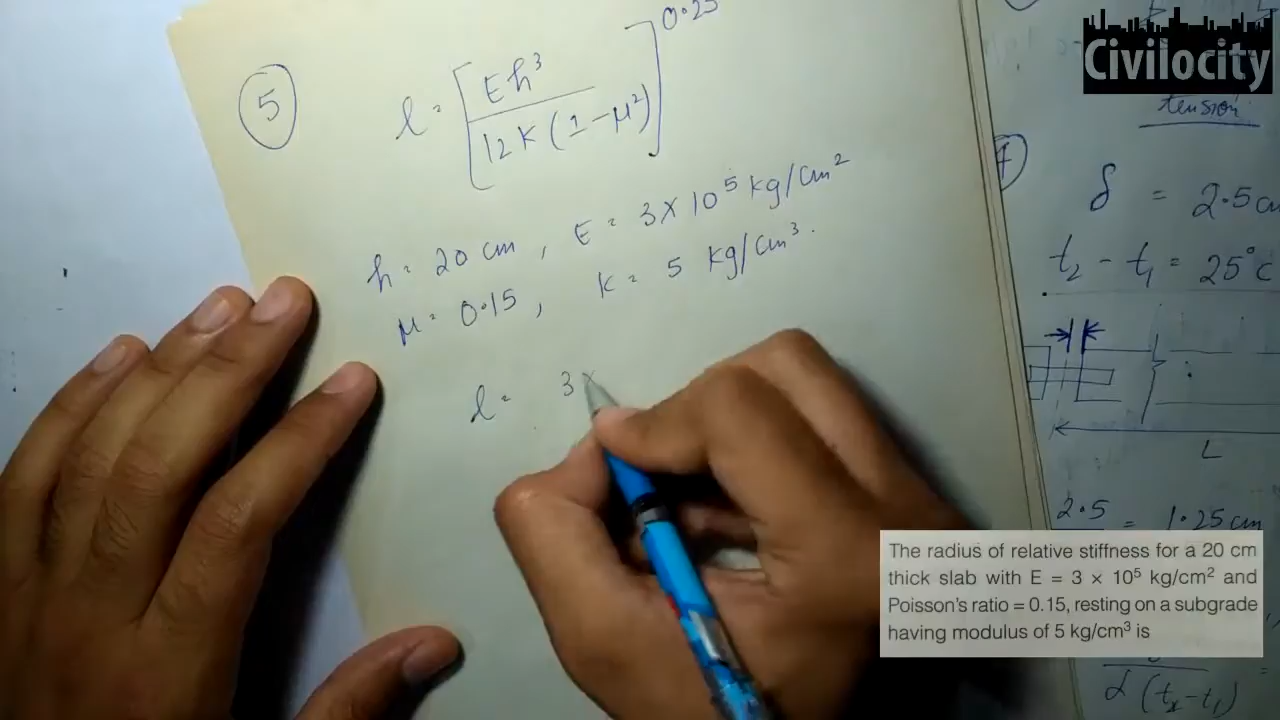 5
l = [Eh³ / 12K (1 - μ²)]^0.25
h = 20 cm , E = 3 × 10⁵ kg/cm²
μ = 0.15 , K = 5 kg/cm³.
l = 3 ×
Civilocity
tension
δ = 2.5 cm
t₂ - t₁ = 25°c
L
2.5 = 1.25 cm
α (t₂ - t₁)
The radius of relative stiffness for a 20 cm
thick slab with E = 3 × 10⁵ kg/cm² and
Poisson's ratio = 0.15, resting on a subgrade
having modulus of 5 kg/cm³ is